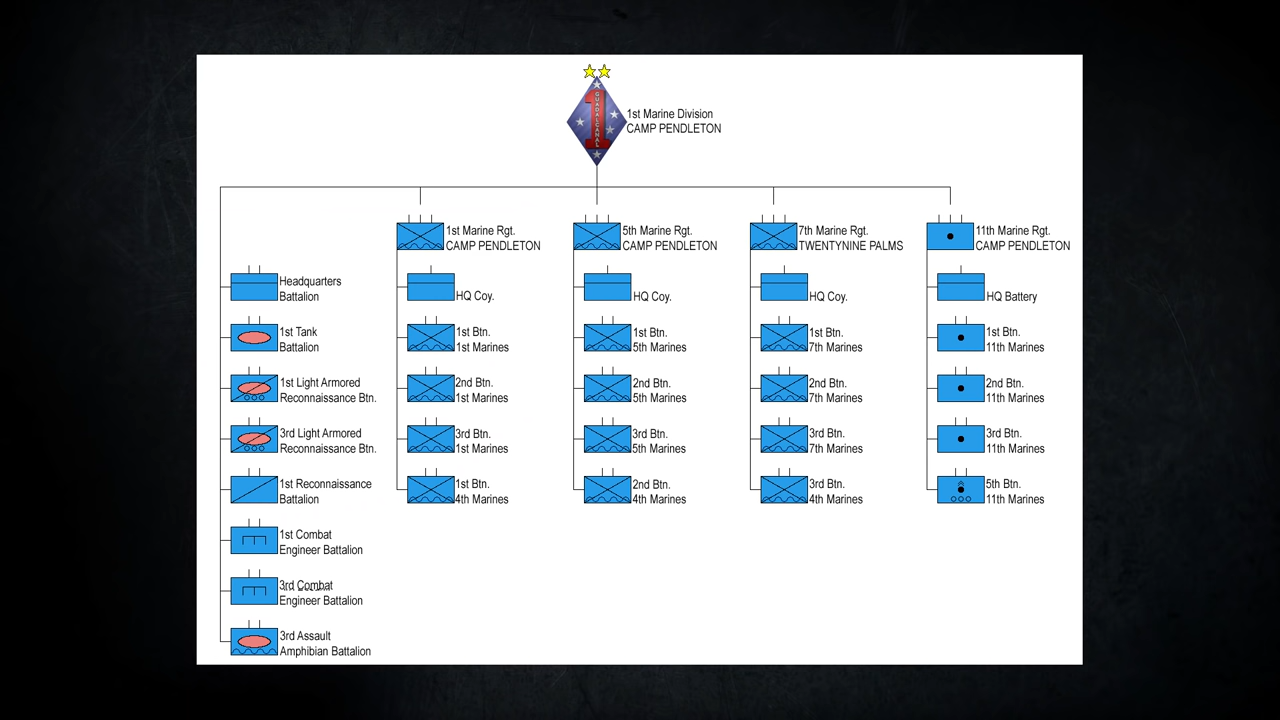 1
GUADALCANAL
1st Marine Division
CAMP PENDLETON
1st Marine Rgt.
CAMP PENDLETON
5th Marine Rgt.
CAMP PENDLETON
7th Marine Rgt.
TWENTYNINE PALMS
11th Marine Rgt.
CAMP PENDLETON
Headquarters
Battalion
1st Tank
Battalion
1st Light Armored
Reconnaissance Btn.
3rd Light Armored
Reconnaissance Btn.
1st Reconnaissance
Battalion
1st Combat
Engineer Battalion
3rd Combat
Engineer Battalion
3rd Assault
Amphibian Battalion
HQ Coy.
1st Btn.
1st Marines
2nd Btn.
1st Marines
3rd Btn.
1st Marines
1st Btn.
4th Marines
HQ Coy.
1st Btn.
5th Marines
2nd Btn.
5th Marines
3rd Btn.
5th Marines
2nd Btn.
4th Marines
HQ Coy.
1st Btn.
7th Marines
2nd Btn.
7th Marines
3rd Btn.
7th Marines
3rd Btn.
4th Marines
HQ Battery
1st Btn.
11th Marines
2nd Btn.
11th Marines
3rd Btn.
11th Marines
5th Btn.
11th Marines